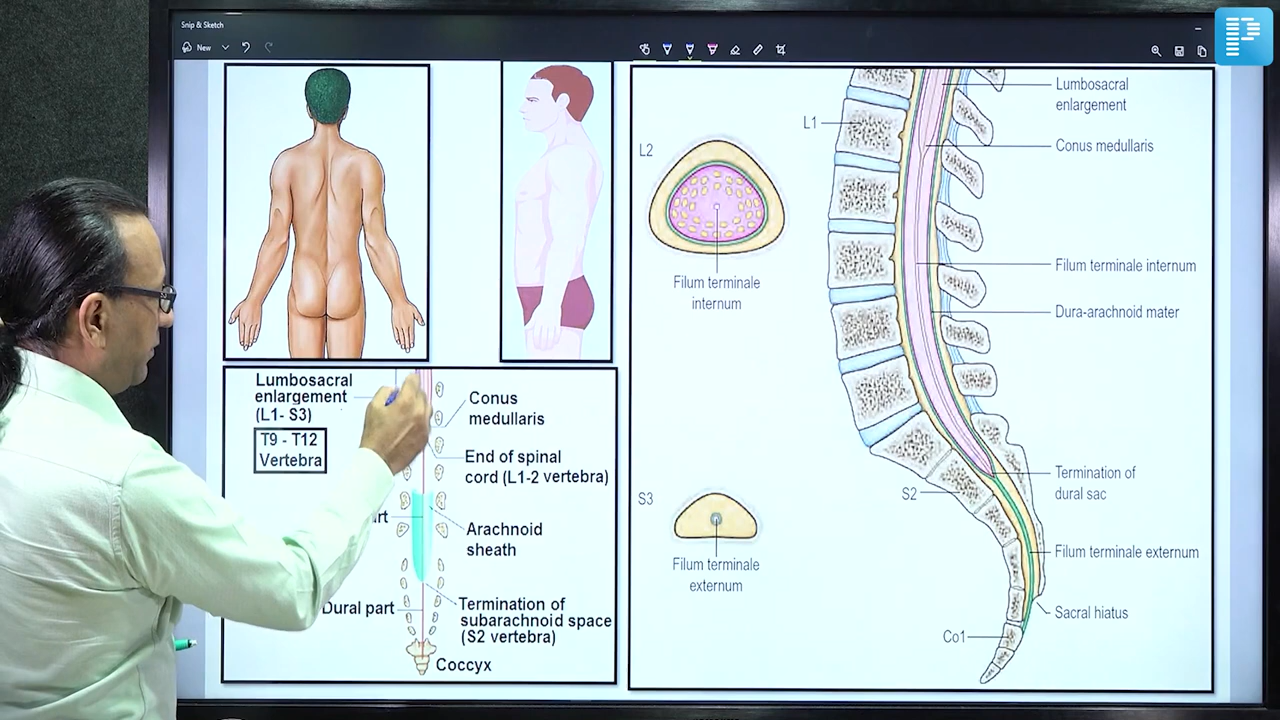 Snip & Sketch
New
Lumbosacral
enlargement
(L1- S3)
T9 - T12
Vertebra
Conus
medullaris
End of spinal
cord (L1-2 vertebra)
Arachnoid
sheath
Dural part
Termination of
subarachnoid space
(S2 vertebra)
Coccyx
L2
Filum terminale
internum
S3
Filum terminale
externum
L1
Lumbosacral
enlargement
Conus medullaris
Filum terminale internum
Dura-arachnoid mater
Termination of
dural sac
S2
Filum terminale externum
Sacral hiatus
Co1
P